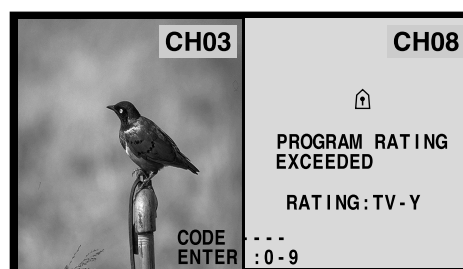 CH03
CH08
PROGRAM RATING
EXCEEDED
RATING:TV-Y
CODE ----
ENTER :0-9